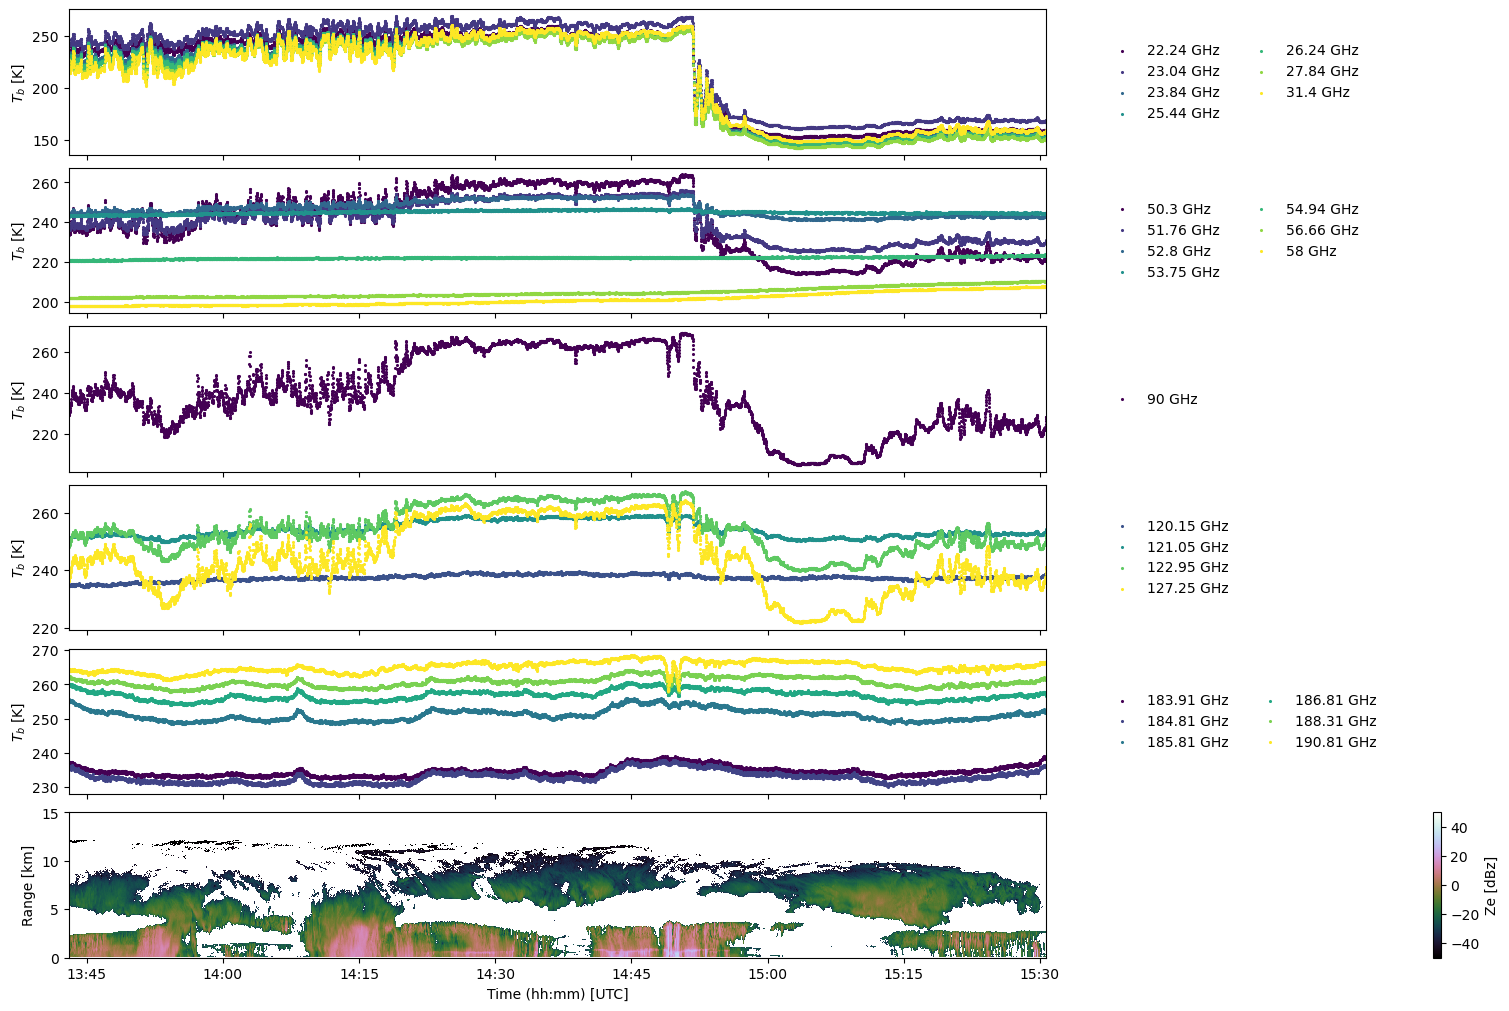 250
200
150
T_b [K]
22.24 GHz
23.04 GHz
23.84 GHz
25.44 GHz
26.24 GHz
27.84 GHz
31.4 GHz
260
240
220
200
T_b [K]
50.3 GHz
51.76 GHz
52.8 GHz
53.75 GHz
54.94 GHz
56.66 GHz
58 GHz
260
240
220
T_b [K]
90 GHz
260
240
220
T_b [K]
120.15 GHz
121.05 GHz
122.95 GHz
127.25 GHz
270
260
250
240
230
T_b [K]
183.91 GHz
184.81 GHz
185.81 GHz
186.81 GHz
188.31 GHz
190.81 GHz
15
10
5
0
Range [km]
13:45 14:00 14:15 14:30 14:45 15:00 15:15 15:30
Time (hh:mm) [UTC]
40
20
0
−20
−40
Ze [dBz]